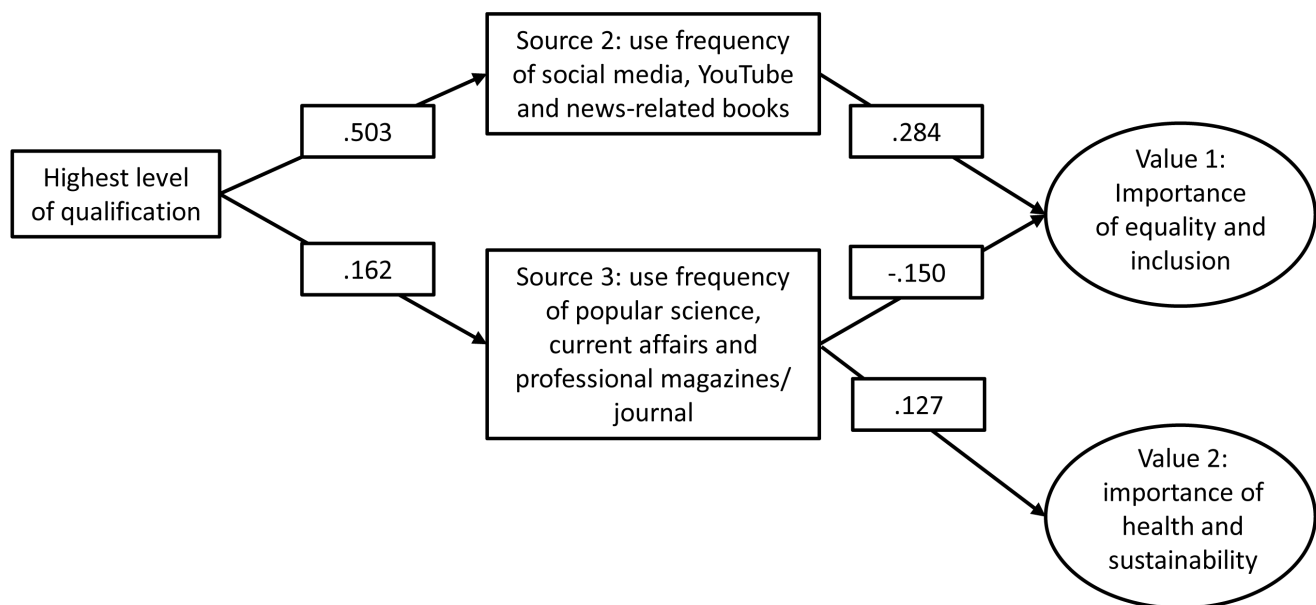 Highest level
of qualification
.503
.162
Source 2: use frequency
of social media, YouTube
and news-related books
Source 3: use frequency
of popular science,
current affairs and
professional magazines/
journal
.284
-.150
.127
Value 1:
Importance
of equality and
inclusion
Value 2:
importance of
health and
sustainability